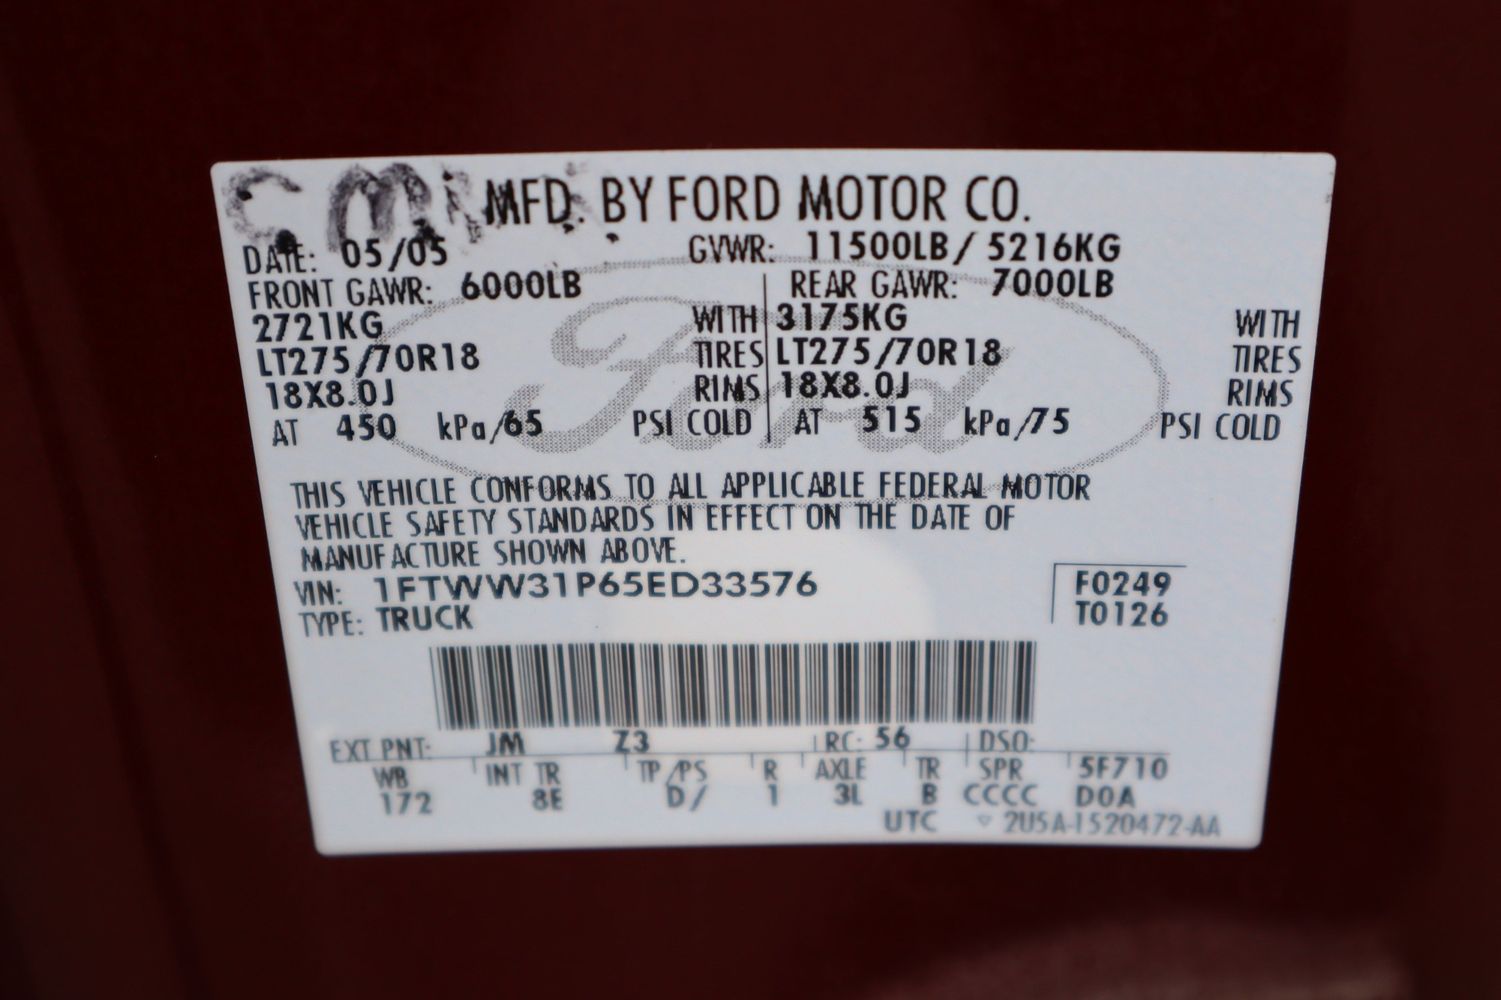 MFD. BY FORD MOTOR CO.
DATE: 05/05 GVWR: 11500LB/ 5216KG
FRONT GAWR: 6000LB REAR GAWR: 7000LB
2721KG WITH 3175KG WITH
LT275/70R18 TIRES LT275/70R18 TIRES
18X8.0J RIMS 18X8.0J RIMS
AT 450 kPa/65 PSI COLD AT 515 kPa/75 PSI COLD
Ford
THIS VEHICLE CONFORMS TO ALL APPLICABLE FEDERAL MOTOR
VEHICLE SAFETY STANDARDS IN EFFECT ON THE DATE OF
MANUFACTURE SHOWN ABOVE.
VIN: 1FTWW31P65ED33576 F0249
TYPE: TRUCK T0126
EXT PNT: JM Z3 RC: 56 DSO:
WB INT TR TP/PS R AXLE TR SPR 5F710
172 8E D/ 1 3L B CCCC D0A
UTC ▽ 2U5A-1520472-AA